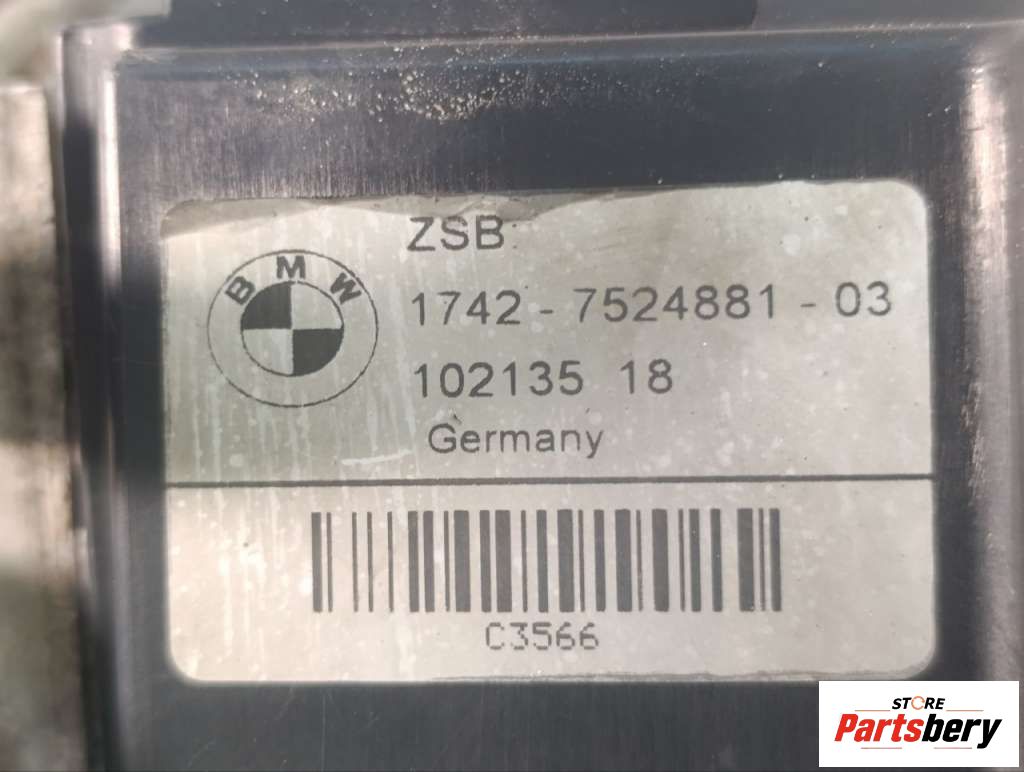 ZSB
BMW
1742 - 7524881 - 03
102135 18
Germany
C3566
STORE
Partsbery